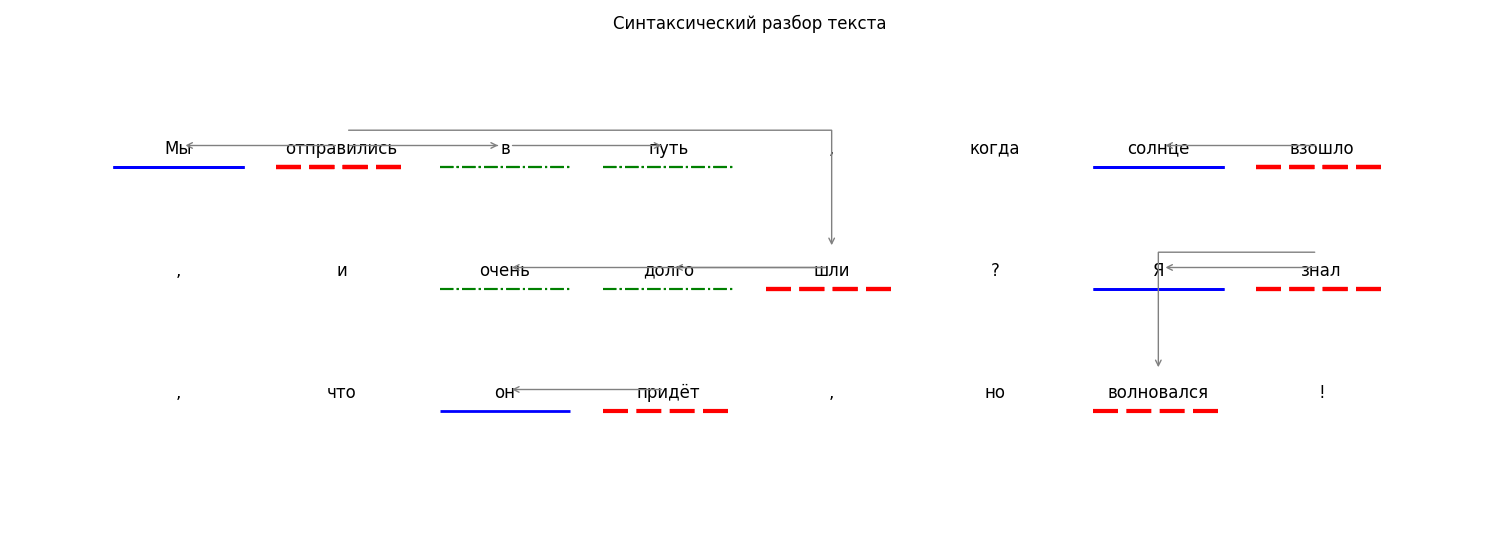 Синтаксический разбор текста
Мы отправились в путь , когда солнце взошло
, и очень долго шли ? Я знал
, что он придёт , но волновался !